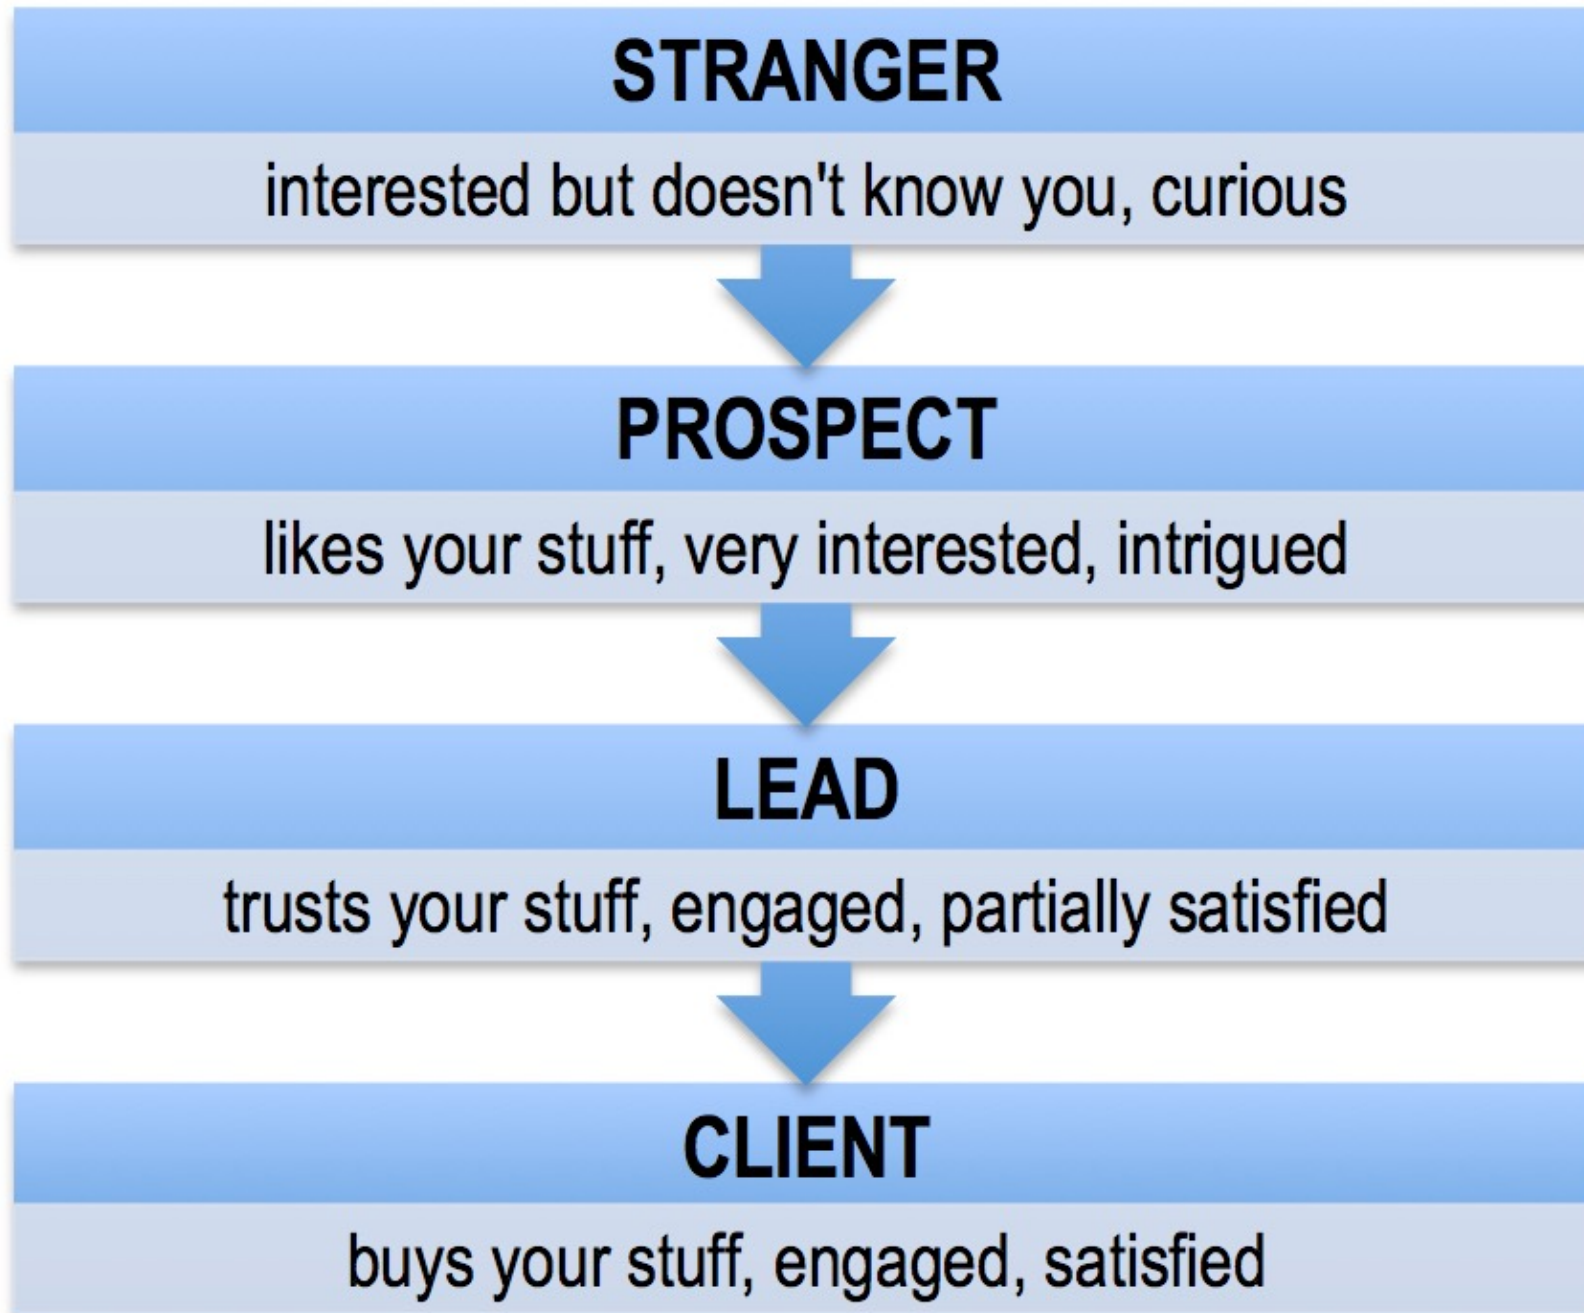 STRANGER
interested but doesn't know you, curious
PROSPECT
likes your stuff, very interested, intrigued
LEAD
trusts your stuff, engaged, partially satisfied
CLIENT
buys your stuff, engaged, satisfied